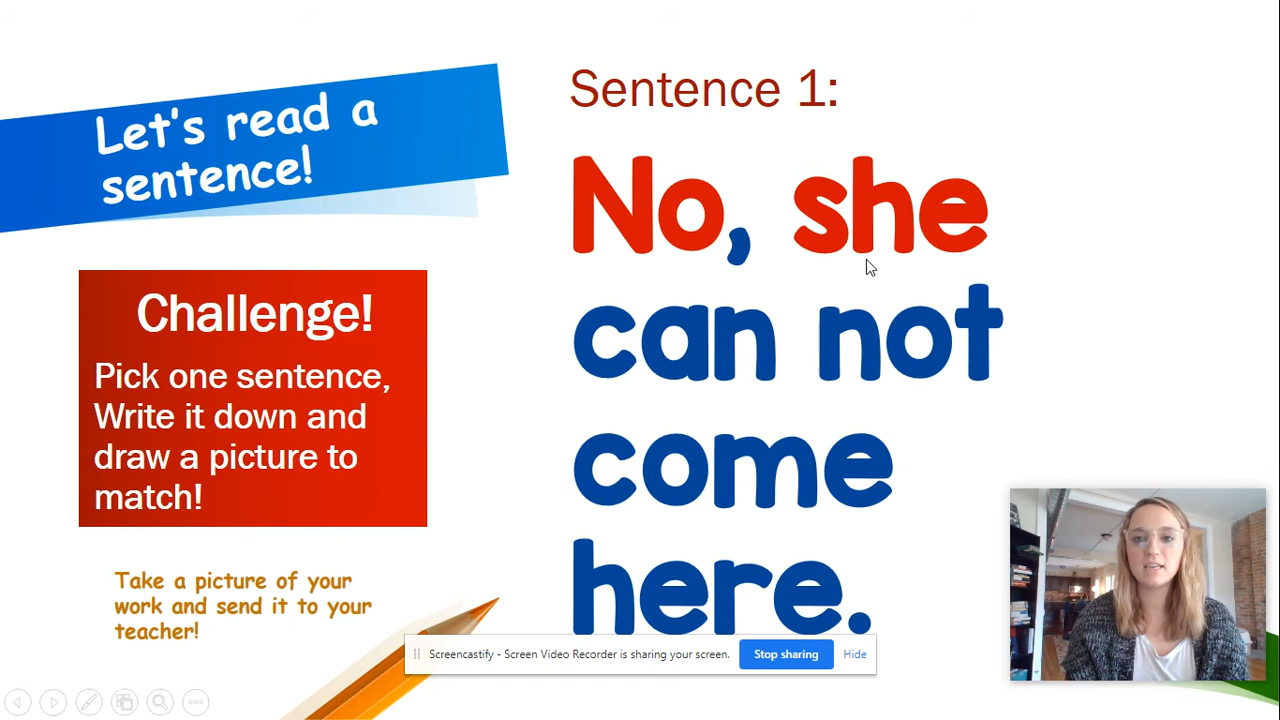 Let's read a
sentence!
Challenge!
Pick one sentence,
Write it down and
draw a picture to
match!
Take a picture of your
work and send it to your
teacher!
Sentence 1:
No, she
can not
come
here.
Screencastify - Screen Video Recorder is sharing your screen. Stop sharing Hide